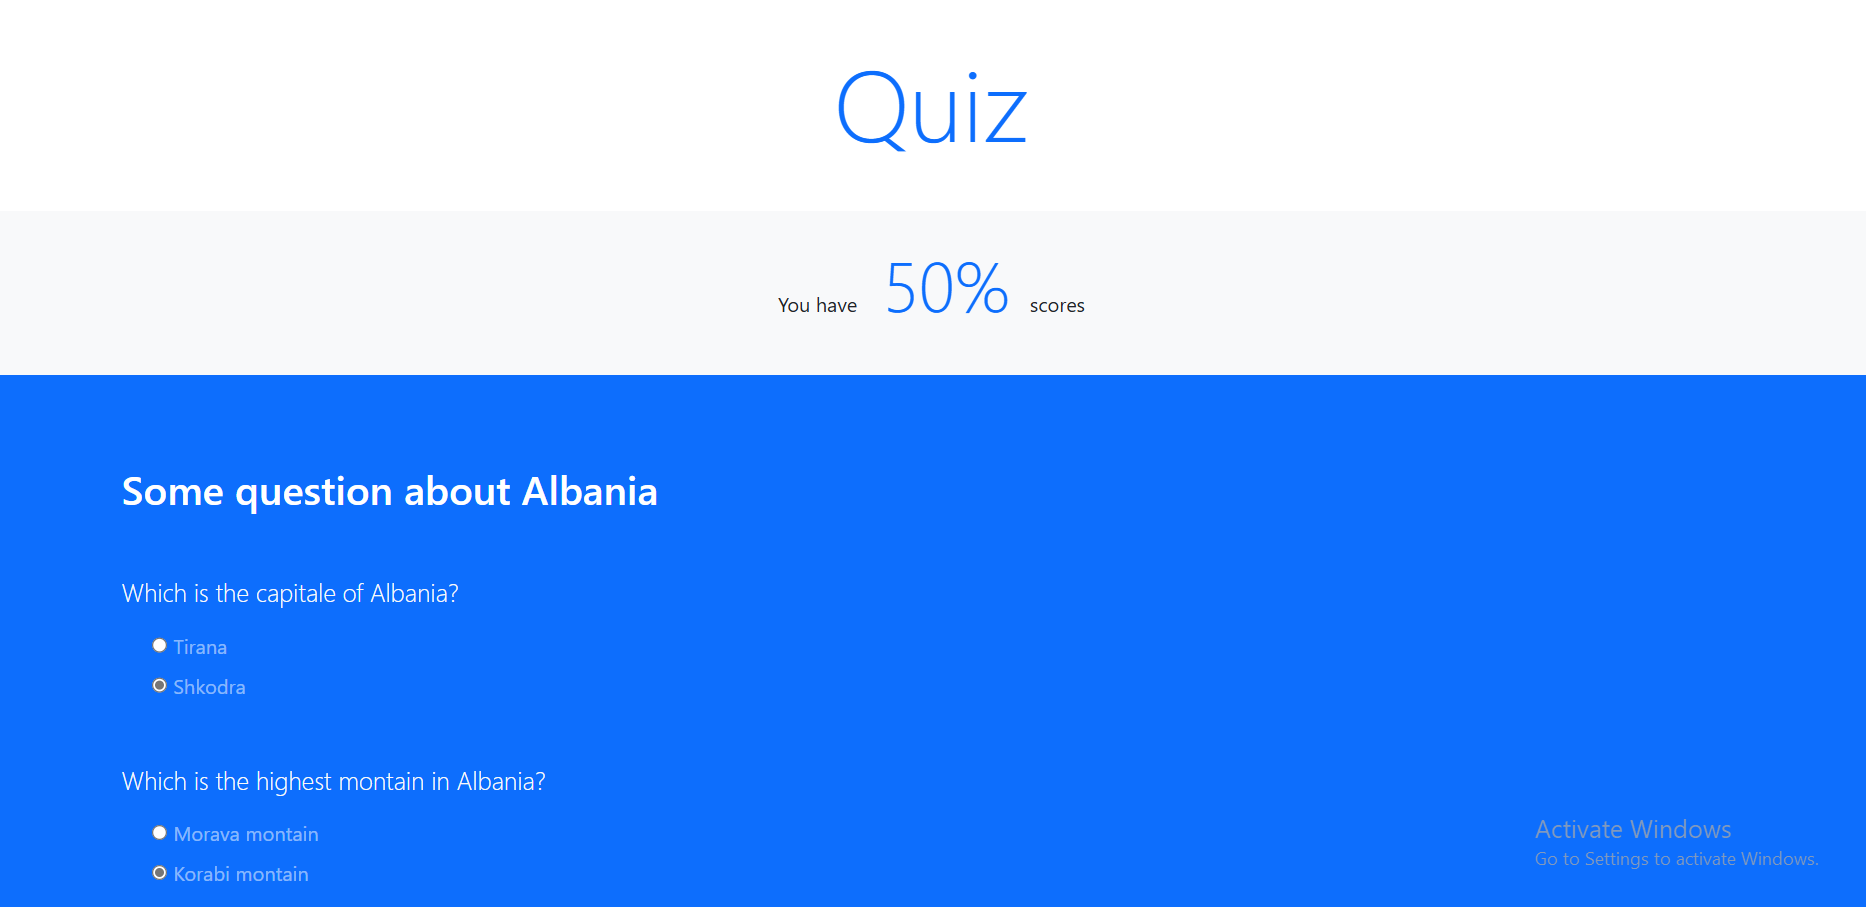 Quiz
You have 50% scores
Some question about Albania
Which is the capitale of Albania?
Tirana
Shkodra
Which is the highest montain in Albania?
Morava montain
Korabi montain
Activate Windows
Go to Settings to activate Windows.